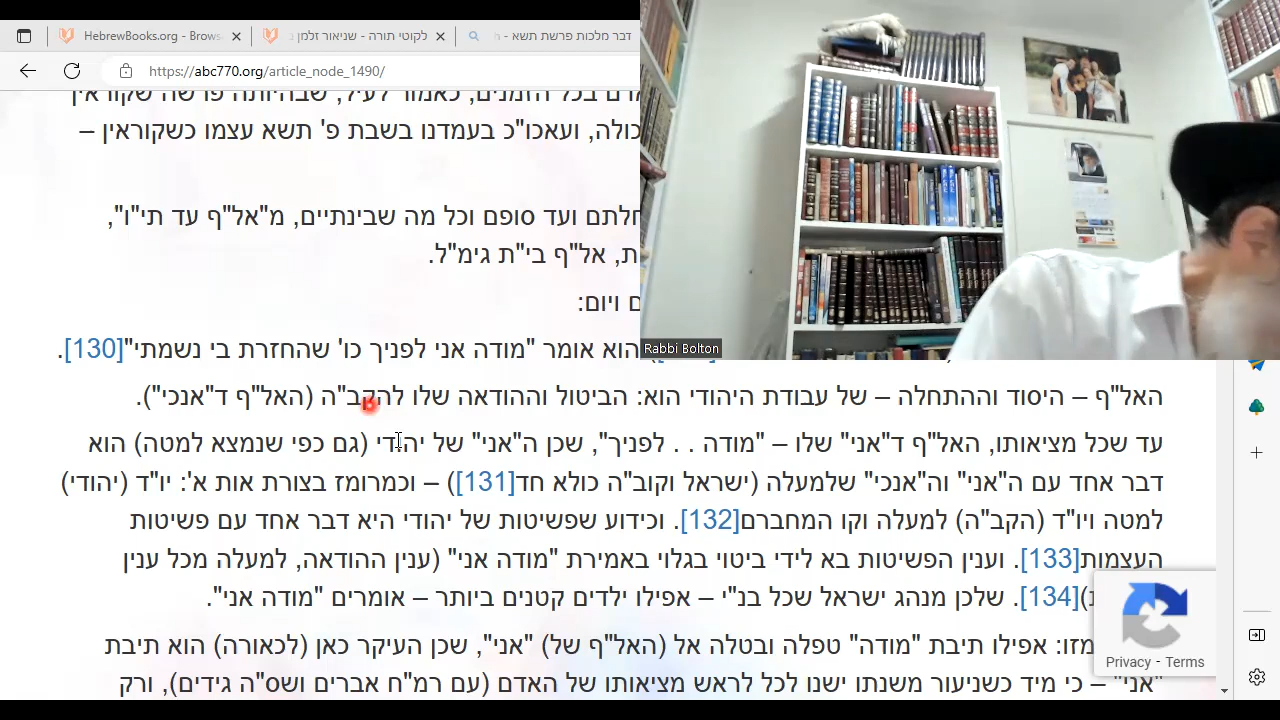 HebrewBooks.org - Brows
לקוטי תורה - שניאור זלמן נ
דבר מלכות פרשת תשא - r
https://abc770.org/article_node_1490/
בכל הזמנים, כאמור לעיל, שבהיותה פרשה שקוראין
כולה, ועאכו"כ בעמדנו בשבת פ' תשא עצמו כשקוראין –
ועד סופם וכל מה שבינתיים, מ"אל"ף עד תי"ו",
אל"ף בי"ת גימ"ל.
ויום:
הוא אומר "מודה אני לפניך כו' שהחזרת בי נשמתי"[130].
Rabbi Bolton
האל"ף – היסוד וההתחלה – של עבודת היהודי הוא: הביטול וההודאה שלו להקב"ה (האל"ף ד"אנכי").
עד שכל מציאותו, האל"ף ד"אני" שלו – "מודה . . לפניך", שכן ה"אני" של יהודי (גם כפי שנמצא למטה) הוא
דבר אחד עם ה"אני" וה"אנכי" שלמעלה (ישראל וקוב"ה כולא חד[131]) – וכמרומז בצורת אות א': יו"ד (יהודי)
למטה ויו"ד (הקב"ה) למעלה וקו המחברם[132]. וכידוע שפשיטות של יהודי היא דבר אחד עם פשיטות
העצמות[133]. וענין הפשיטות בא לידי ביטוי בגלוי באמירת "מודה אני" (ענין ההודאה, למעלה מכל ענין
[134]. שלכן מנהג ישראל שכל בנ"י – אפילו ילדים קטנים ביותר – אומרים "מודה אני".
אפילו תיבת "מודה" טפלה ובטלה אל (האל"ף של) "אני", שכן העיקר כאן (לכאורה) הוא תיבת
"אני" – כי מיד כשניעור משנתו ישנו לכל לראש מציאותו של האדם (עם רמ"ח אברים ושס"ה גידים), ורק
Privacy - Terms